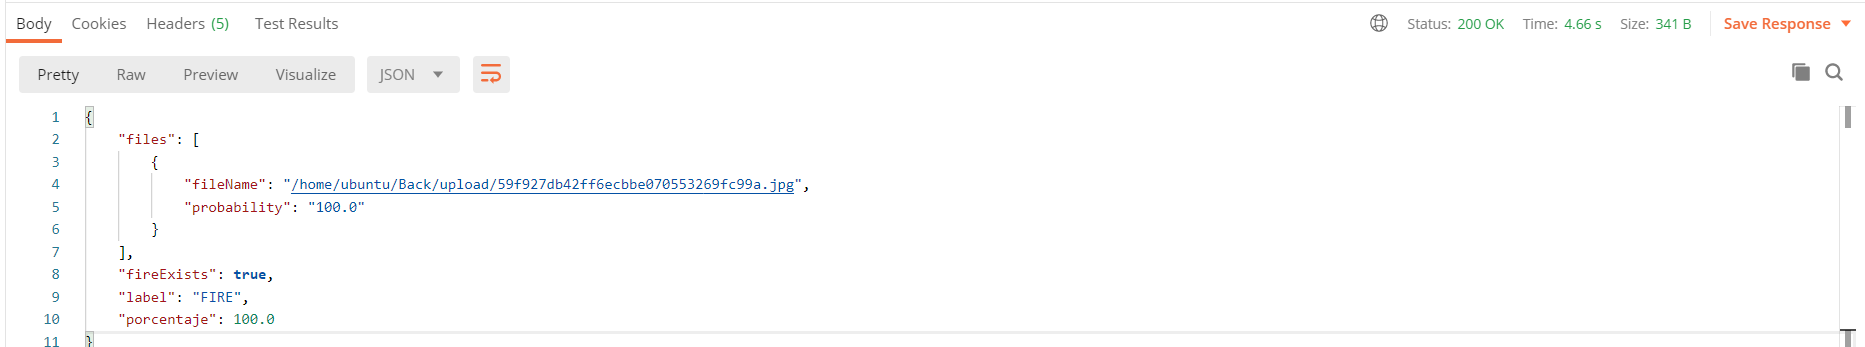 Body Cookies Headers (5) Test Results Status: 200 OK Time: 4.66 s Size: 341 B Save Response
Pretty Raw Preview Visualize JSON
1 {
2 "files": [
3 {
4 "fileName": "/home/ubuntu/Back/upload/59f927db42ff6ecbbe070553269fc99a.jpg",
5 "probability": "100.0"
6 }
7 ],
8 "fireExists": true,
9 "label": "FIRE",
10 "porcentaje": 100.0
11 }